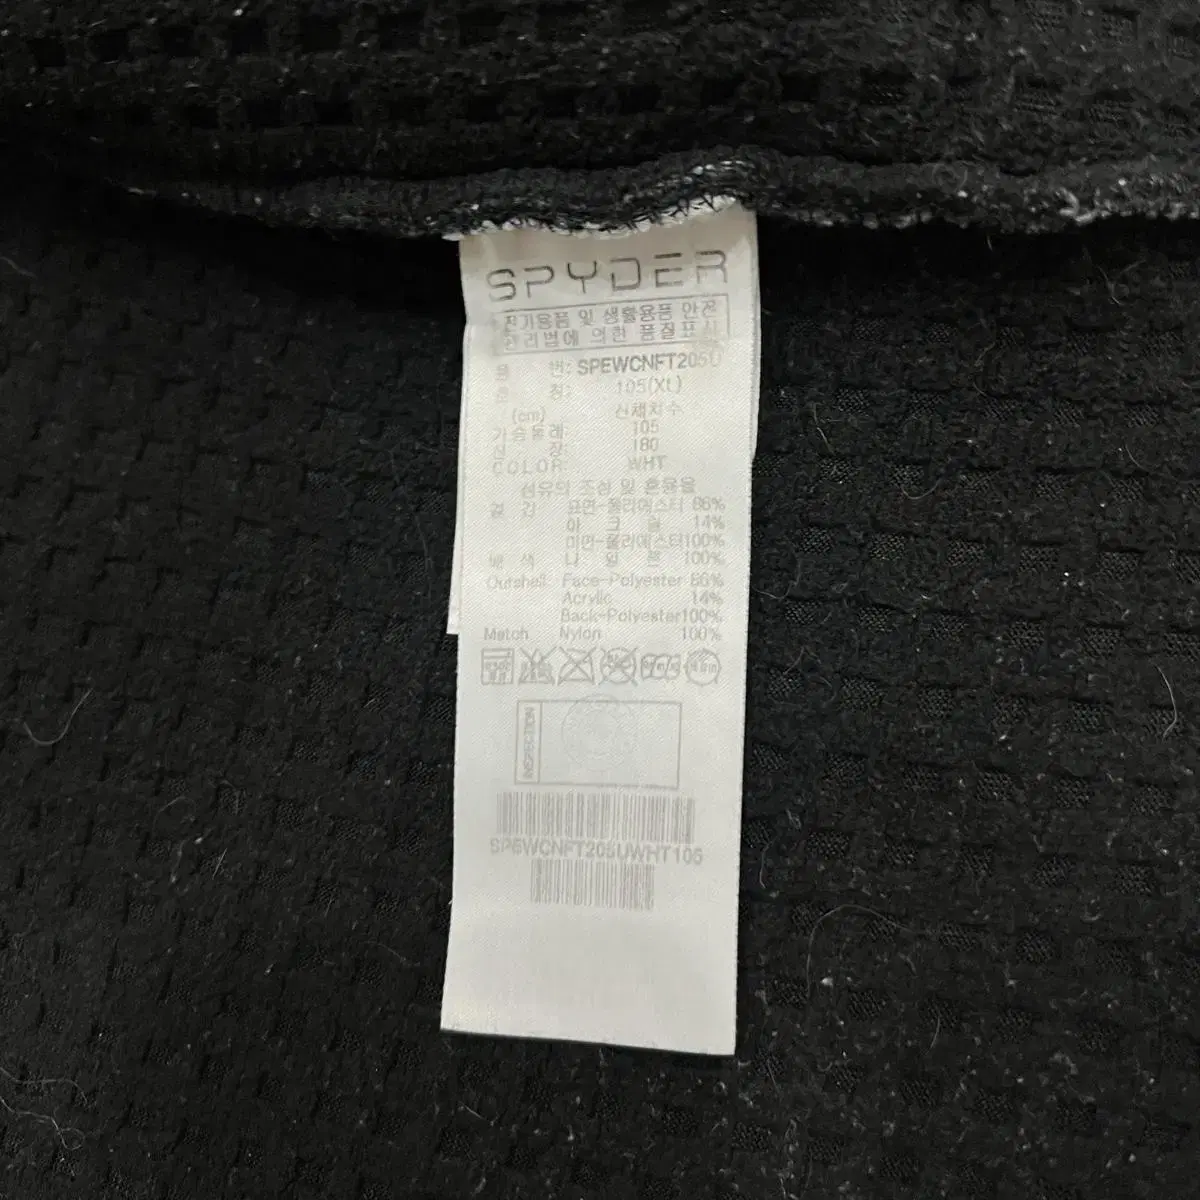 SPYDER
전기용품 및 생활용품 안전
관리법에 의한 품질표시
품 번: SPEWCNFT205U
호 칭: 105(XL)
(cm) 신체치수
가슴둘레: 105
신 장: 180
COLOR: WHT
섬유의 조성 및 혼용율
겉 감 표면-폴리에스터 86%
아 크 릴 14%
이면-폴리에스터100%
배 색 나 일 론 100%
Outshell Face-Polyester 86%
Acrylic 14%
Back-Polyester100%
Match Nylon 100%
INSPECTION
SPEWCNFT205UWHT105